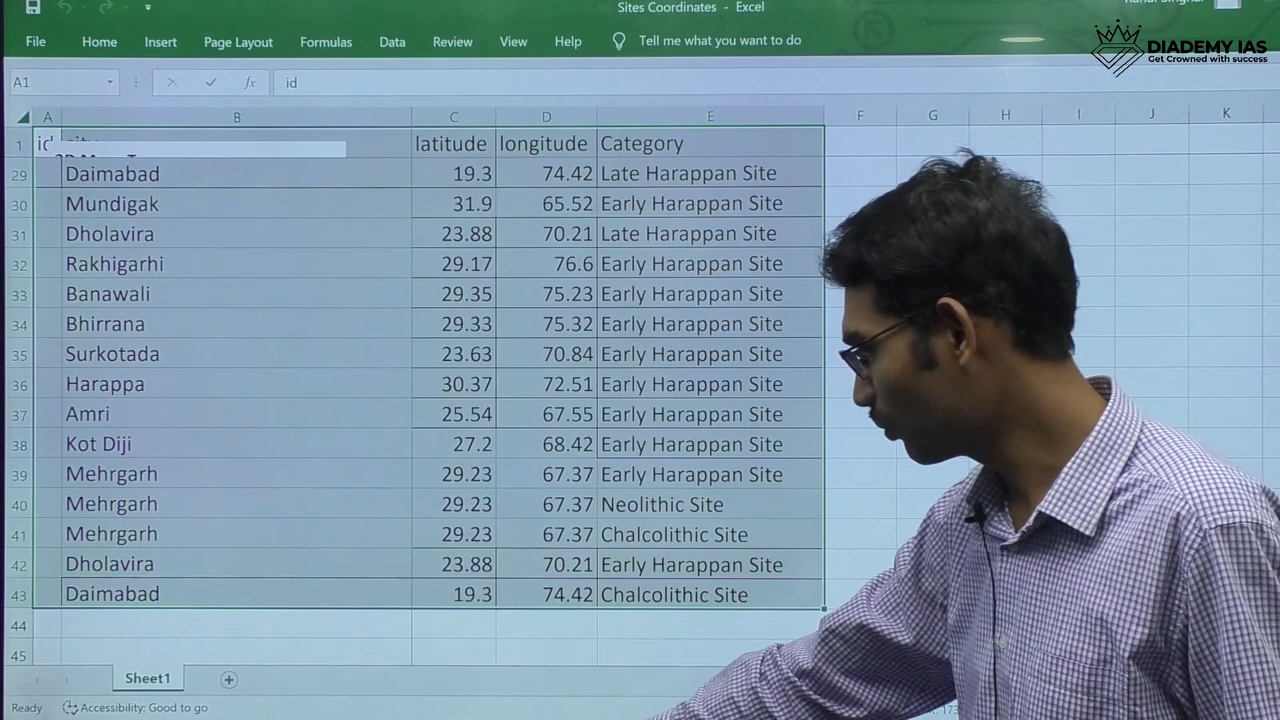 Sites Coordinates - Excel
File Home Insert Page Layout Formulas Data Review View Help Tell me what you want to do
DIADEMY IAS
Get Crowned with success
A1 fx id
A B C D E F G H I J K
1 id city latitude longitude Category
29 Daimabad 19.3 74.42 Late Harappan Site
30 Mundigak 31.9 65.52 Early Harappan Site
31 Dholavira 23.88 70.21 Late Harappan Site
32 Rakhigarhi 29.17 76.6 Early Harappan Site
33 Banawali 29.35 75.23 Early Harappan Site
34 Bhirrana 29.33 75.32 Early Harappan Site
35 Surkotada 23.63 70.84 Early Harappan Site
36 Harappa 30.37 72.51 Early Harappan Site
37 Amri 25.54 67.55 Early Harappan Site
38 Kot Diji 27.2 68.42 Early Harappan Site
39 Mehrgarh 29.23 67.37 Early Harappan Site
40 Mehrgarh 29.23 67.37 Neolithic Site
41 Mehrgarh 29.23 67.37 Chalcolithic Site
42 Dholavira 23.88 70.21 Early Harappan Site
43 Daimabad 19.3 74.42 Chalcolithic Site
44
45
Sheet1
Ready Accessibility: Good to go